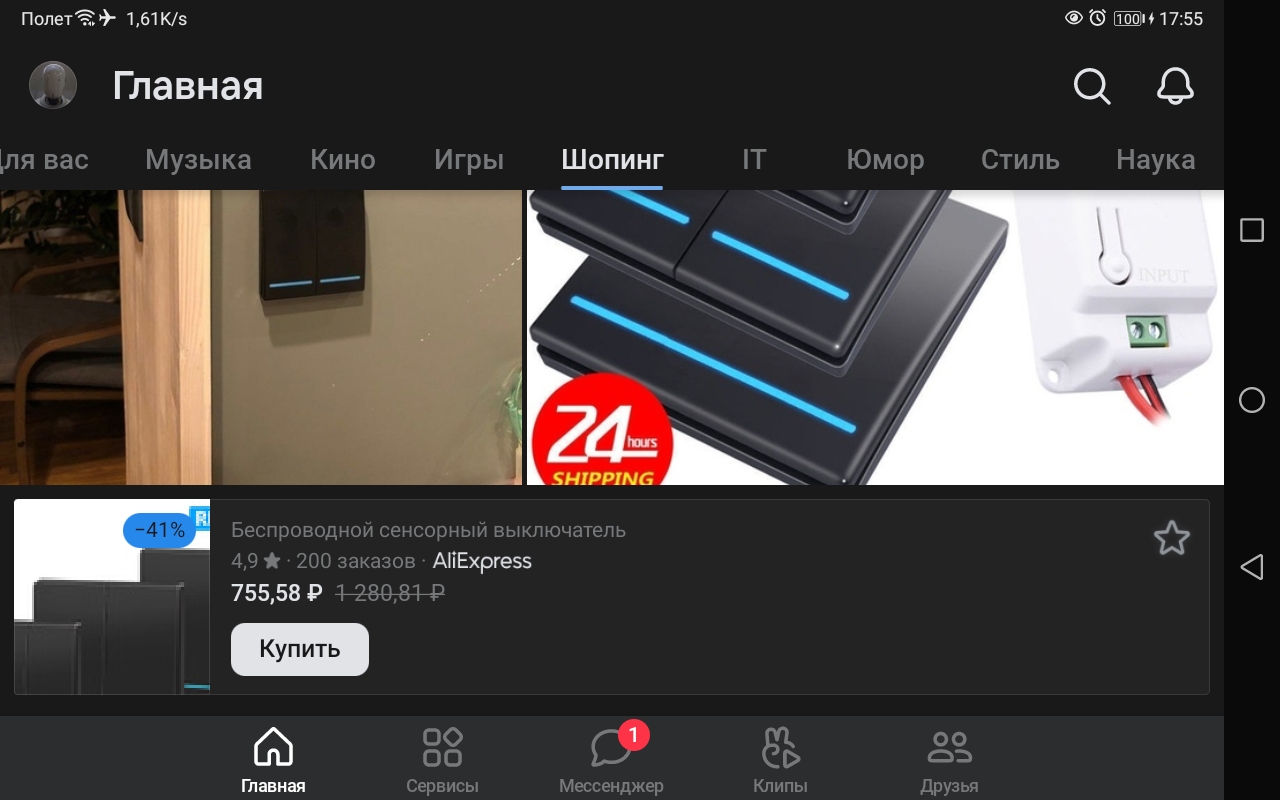 Полет 1,61K/s 100 17:55
Главная
Для вас Музыка Кино Игры Шопинг IT Юмор Стиль Наука
INPUT
24 hours
SHIPPING
−41%
Беспроводной сенсорный выключатель
4,9 ★ · 200 заказов · AliExpress
755,58 ₽ 1 280,81 ₽
Купить
1
Главная Сервисы Мессенджер Клипы Друзья